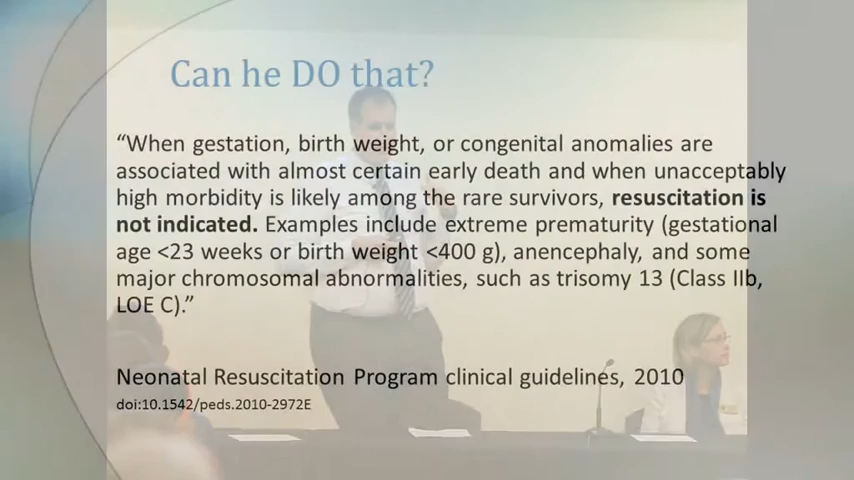 Can he DO that?
“When gestation, birth weight, or congenital anomalies are
associated with almost certain early death and when unacceptably
high morbidity is likely among the rare survivors, resuscitation is
not indicated. Examples include extreme prematurity (gestational
age <23 weeks or birth weight <400 g), anencephaly, and some
major chromosomal abnormalities, such as trisomy 13 (Class IIb,
LOE C).”
Neonatal Resuscitation Program clinical guidelines, 2010
doi:10.1542/peds.2010-2972E